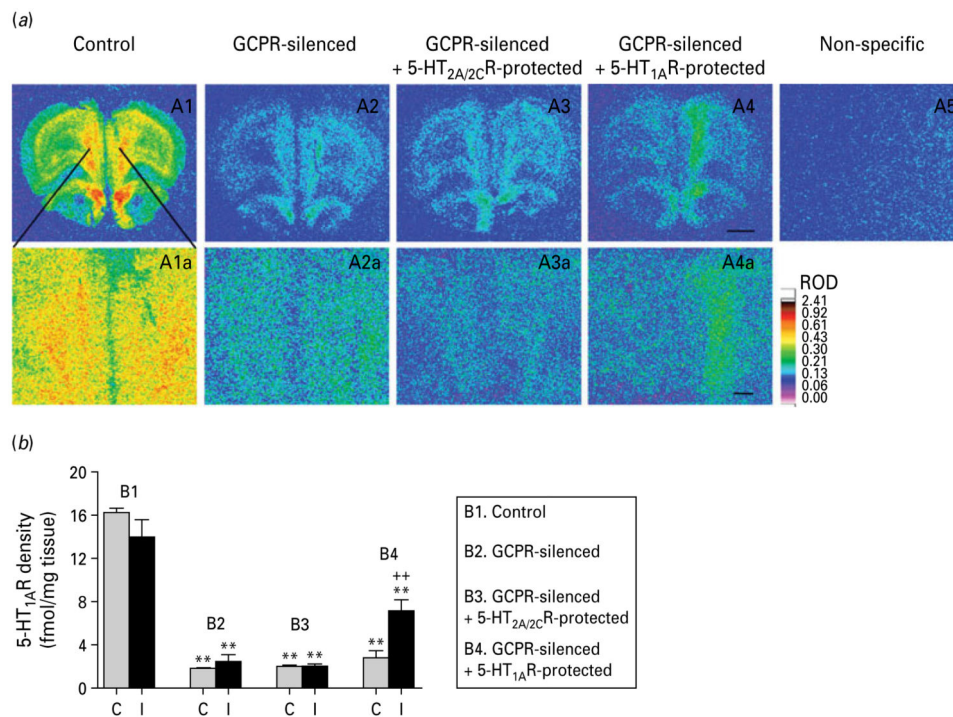 (a)
Control
GCPR-silenced
GCPR-silenced
+ 5-HT2A/2CR-protected
GCPR-silenced
+ 5-HT1AR-protected
Non-specific
A1
A2
A3
A4
A5
A1a
A2a
A3a
A4a
ROD
2.41
0.92
0.61
0.43
0.30
0.21
0.13
0.06
0.00
(b)
5-HT1AR density
(fmol/mg tissue)
20
16
12
8
4
0
B1
B2
** **
B3
** **
B4
++
**
**
C I C I C I C I
B1. Control
B2. GCPR-silenced
B3. GCPR-silenced
+ 5-HT2A/2CR-protected
B4. GCPR-silenced
+ 5-HT1AR-protected